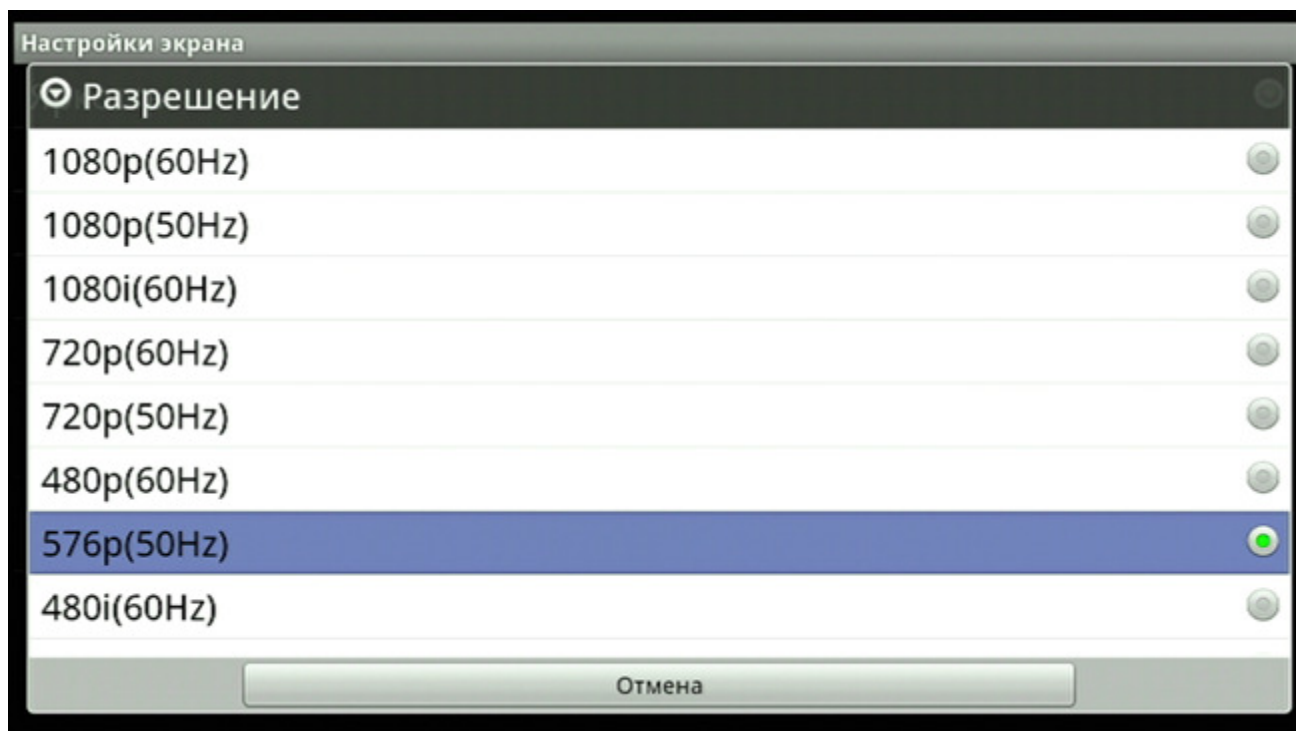 Настройки экрана
Разрешение
1080p(60Hz)
1080p(50Hz)
1080i(60Hz)
720p(60Hz)
720p(50Hz)
480p(60Hz)
576p(50Hz)
480i(60Hz)
Отмена